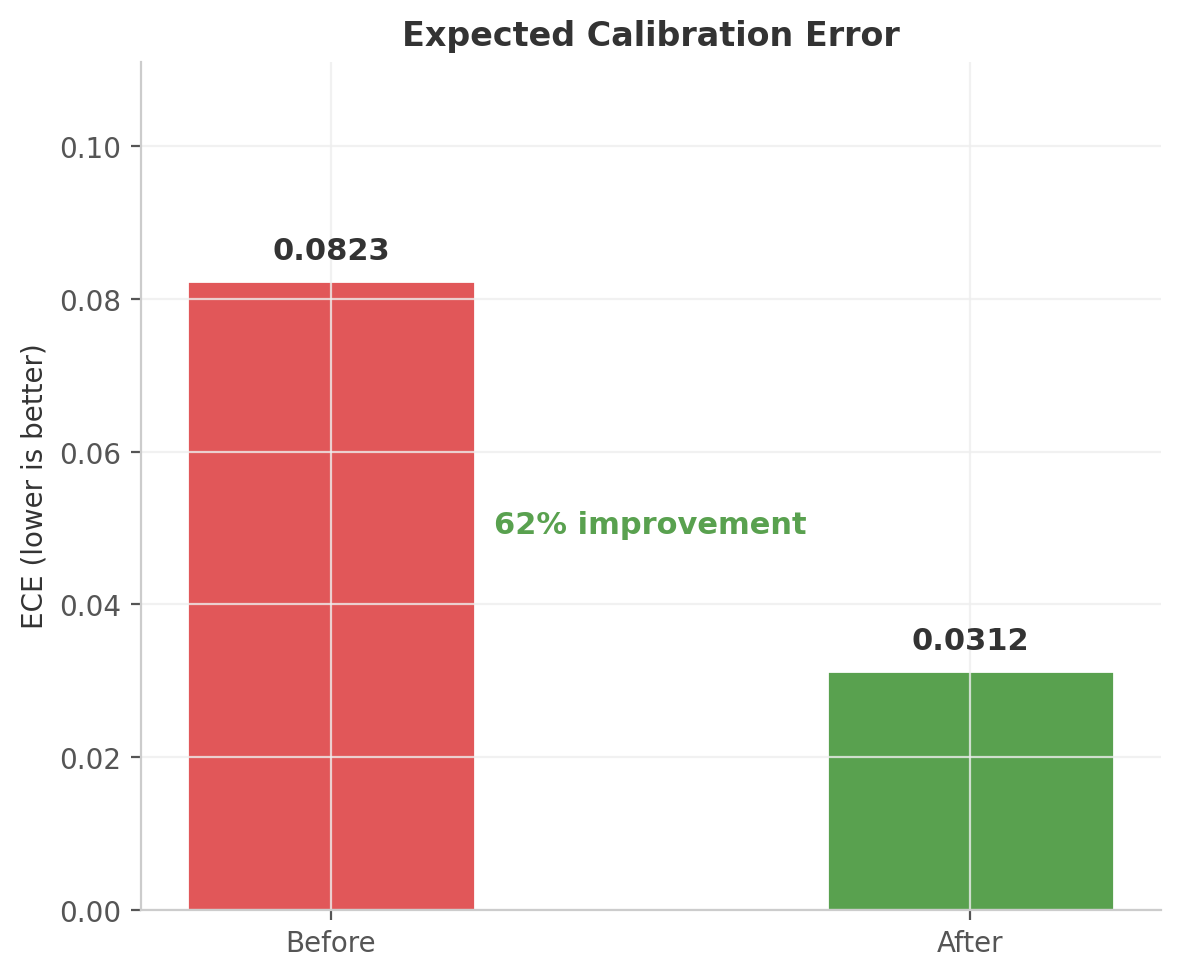 Expected Calibration Error
ECE (lower is better)
0.10
0.08
0.06
0.04
0.02
0.00
0.0823
62% improvement
0.0312
Before
After